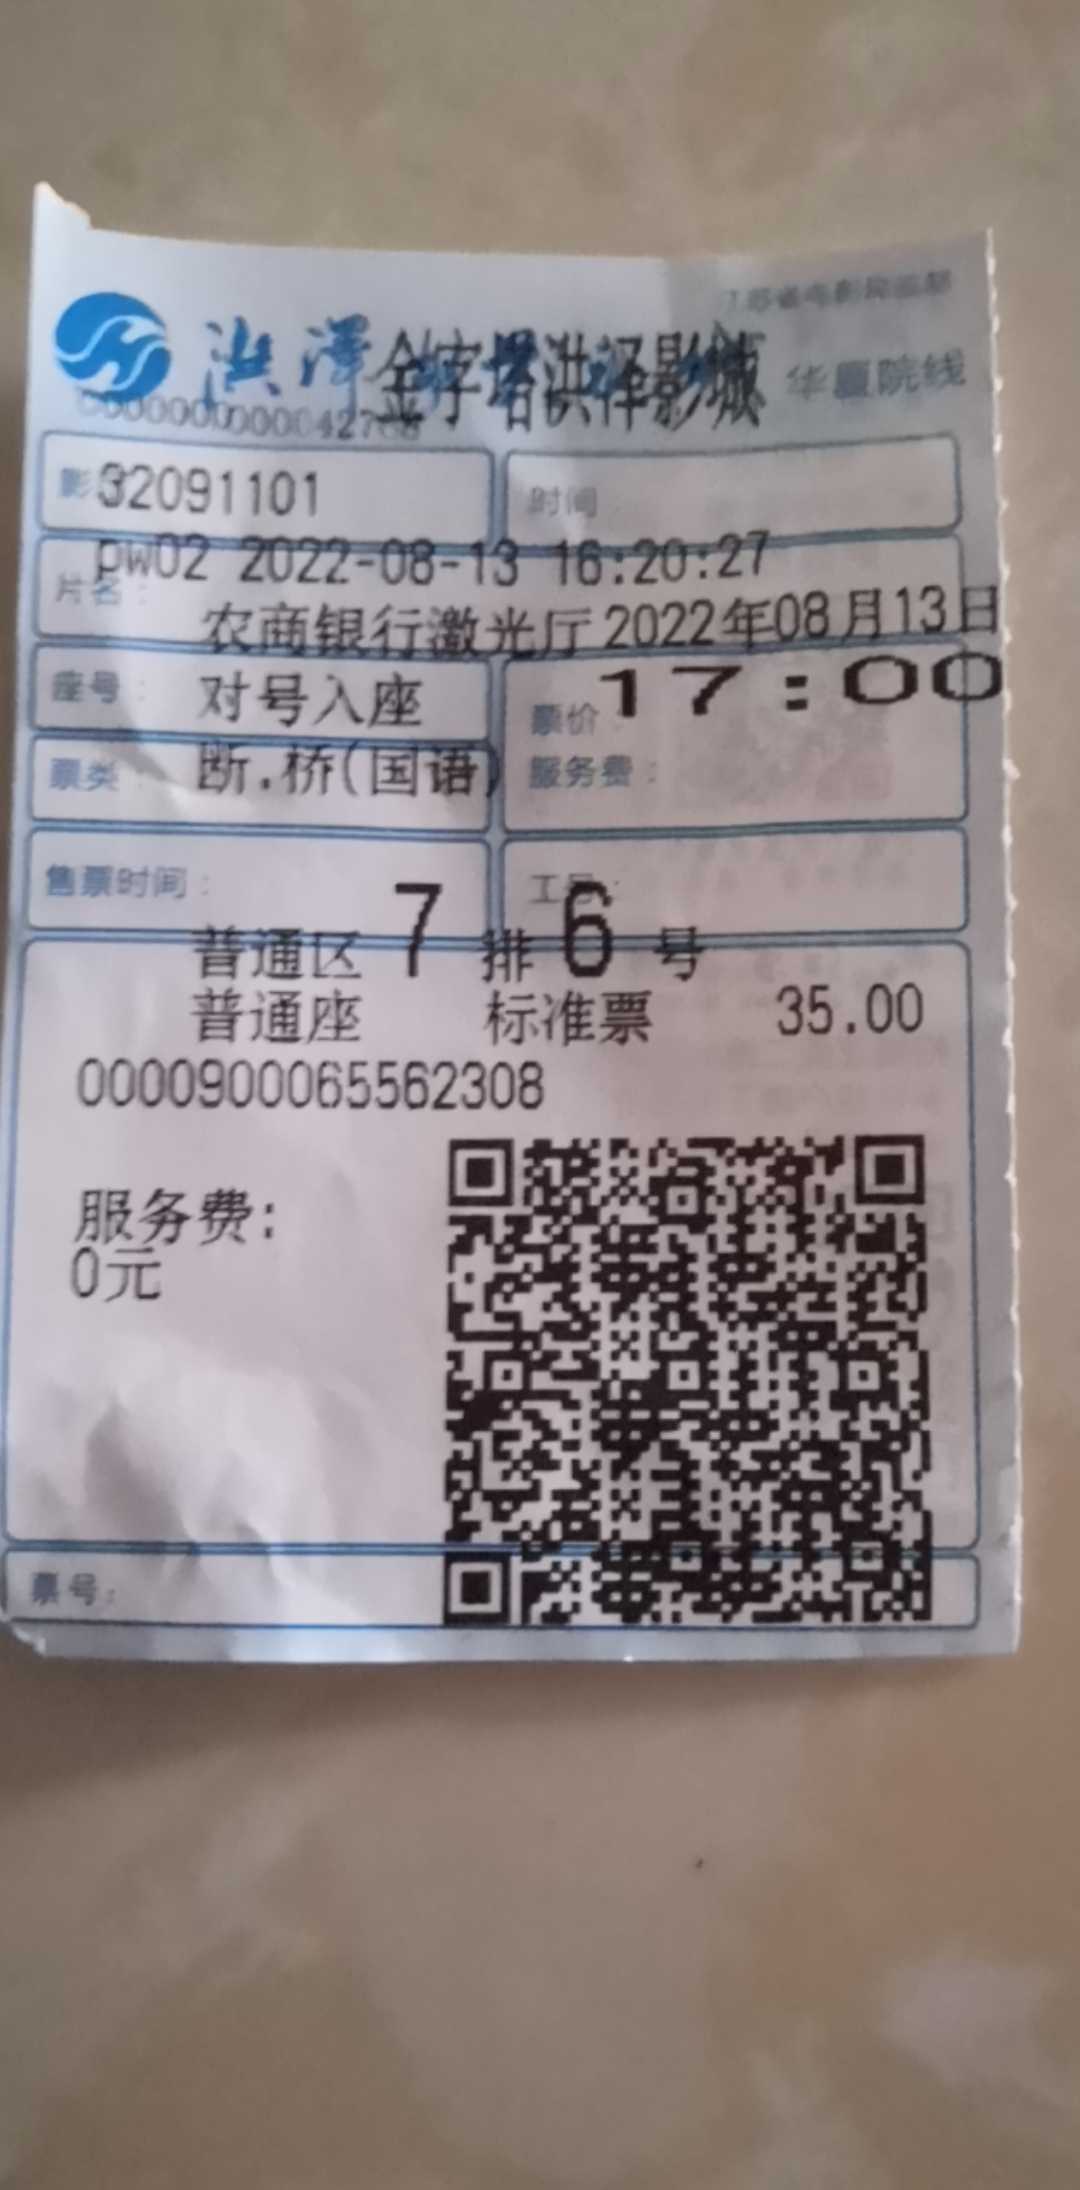 洪泽
金字塔洪泽影城
华夏院线
32091101
时间
pw02 2022-08-13 16:20:27
片名:
农商银行激光厅 2022年08月13日
座号: 对号入座
票价:
17:00
票类: 断.桥(国语)
服务费:
售票时间:
工号:
普通区 7 排 6 号
普通座 标准票 35.00
0000900065562308
服务费:
0元
票号: